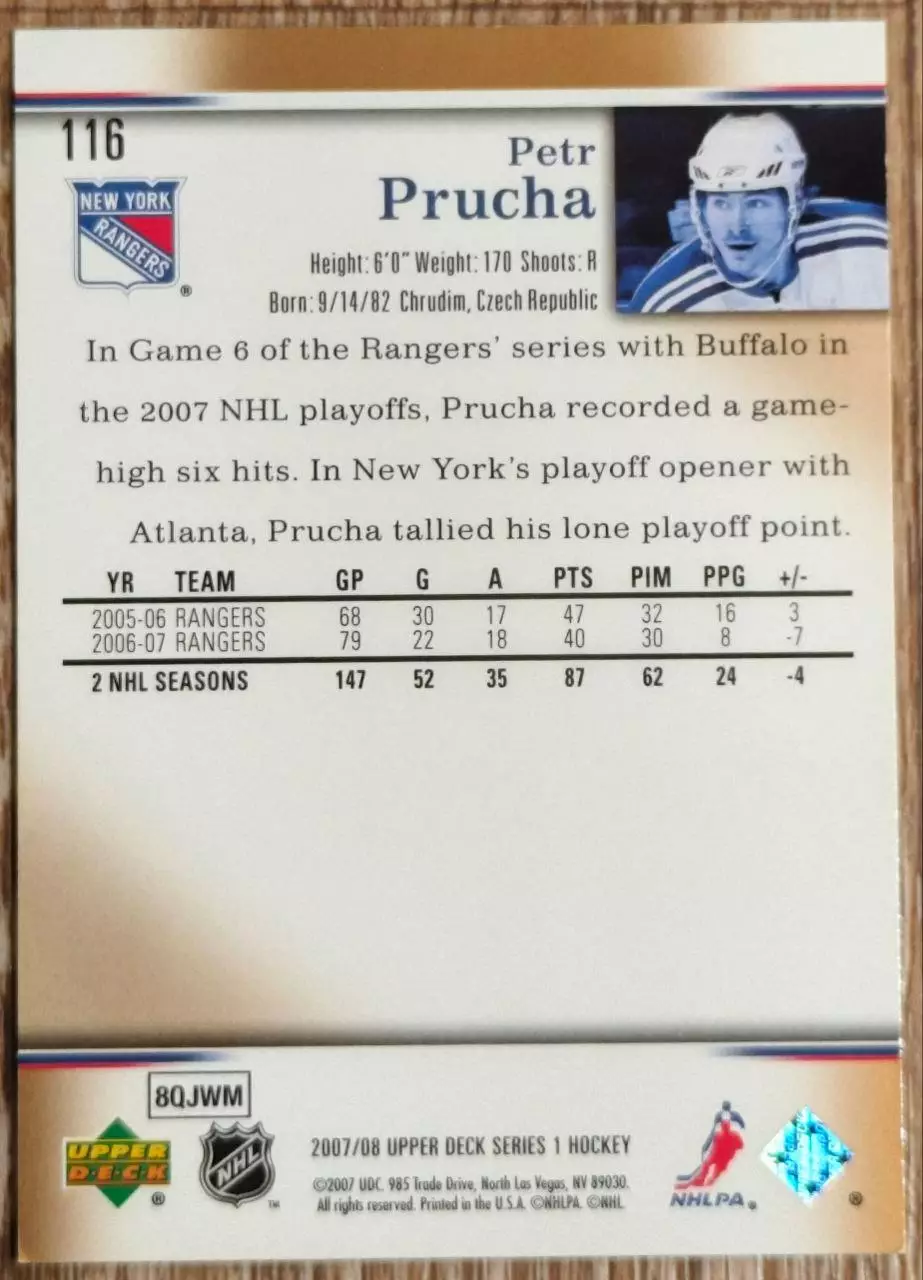 116
NEW YORK
RANGERS
®
Petr
Prucha
Height: 6'0" Weight: 170 Shoots: R
Born: 9/14/82 Chrudim, Czech Republic
In Game 6 of the Rangers' series with Buffalo in
the 2007 NHL playoffs, Prucha recorded a game-
high six hits. In New York's playoff opener with
Atlanta, Prucha tallied his lone playoff point.
YR TEAM GP G A PTS PIM PPG +/-
2005-06 RANGERS 68 30 17 47 32 16 3
2006-07 RANGERS 79 22 18 40 30 8 -7
2 NHL SEASONS 147 52 35 87 62 24 -4
8QJWM
UPPER
DECK
®
NHL
™
2007/08 UPPER DECK SERIES 1 HOCKEY
©2007 UDC. 985 Trade Drive, North Las Vegas, NV 89030.
All rights reserved. Printed in the U.S.A. ©NHLPA. ©NHL
NHLPA®
®